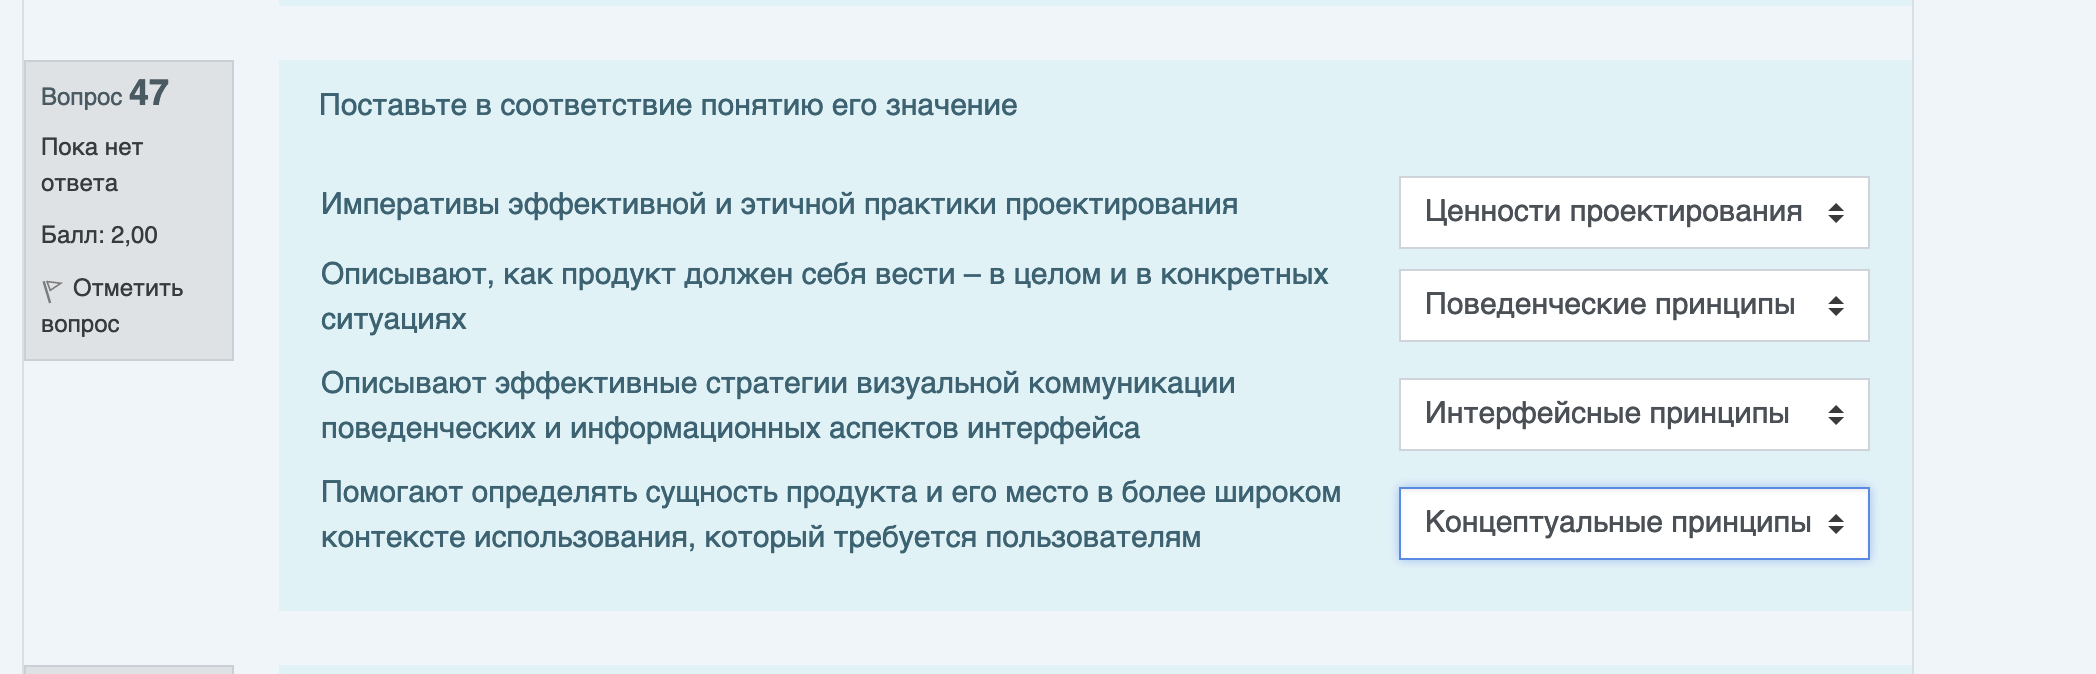 Вопрос 47
Пока нет
ответа
Балл: 2,00
Отметить
вопрос
Поставьте в соответствие понятию его значение
Императивы эффективной и этичной практики проектирования
Ценности проектирования
Описывают, как продукт должен себя вести – в целом и в конкретных
ситуациях
Поведенческие принципы
Описывают эффективные стратегии визуальной коммуникации
поведенческих и информационных аспектов интерфейса
Интерфейсные принципы
Помогают определять сущность продукта и его место в более широком
контексте использования, который требуется пользователям
Концептуальные принципы